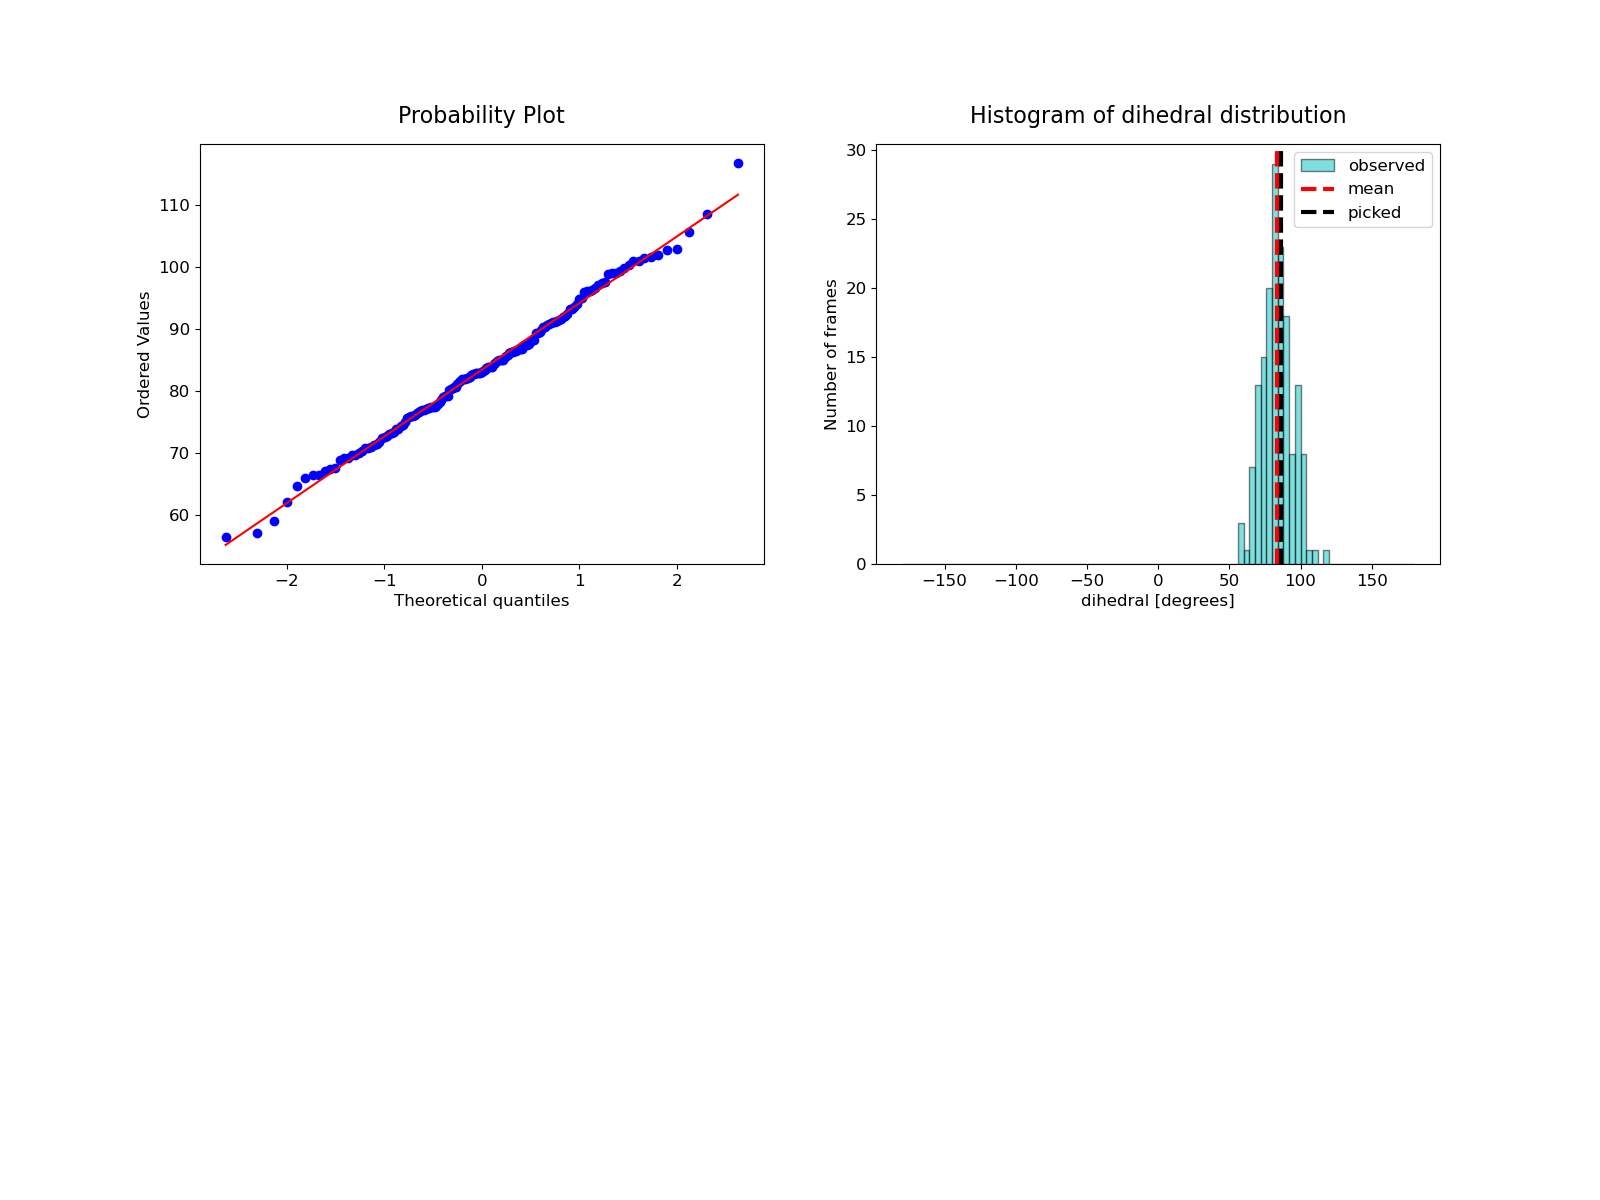 Probability Plot
Ordered Values
110
100
90
80
70
60
−2
−1
0
1
2
Theoretical quantiles
Histogram of dihedral distribution
Number of frames
30
25
20
15
10
5
0
−150
−100
−50
0
50
100
150
dihedral [degrees]
observed
mean
picked